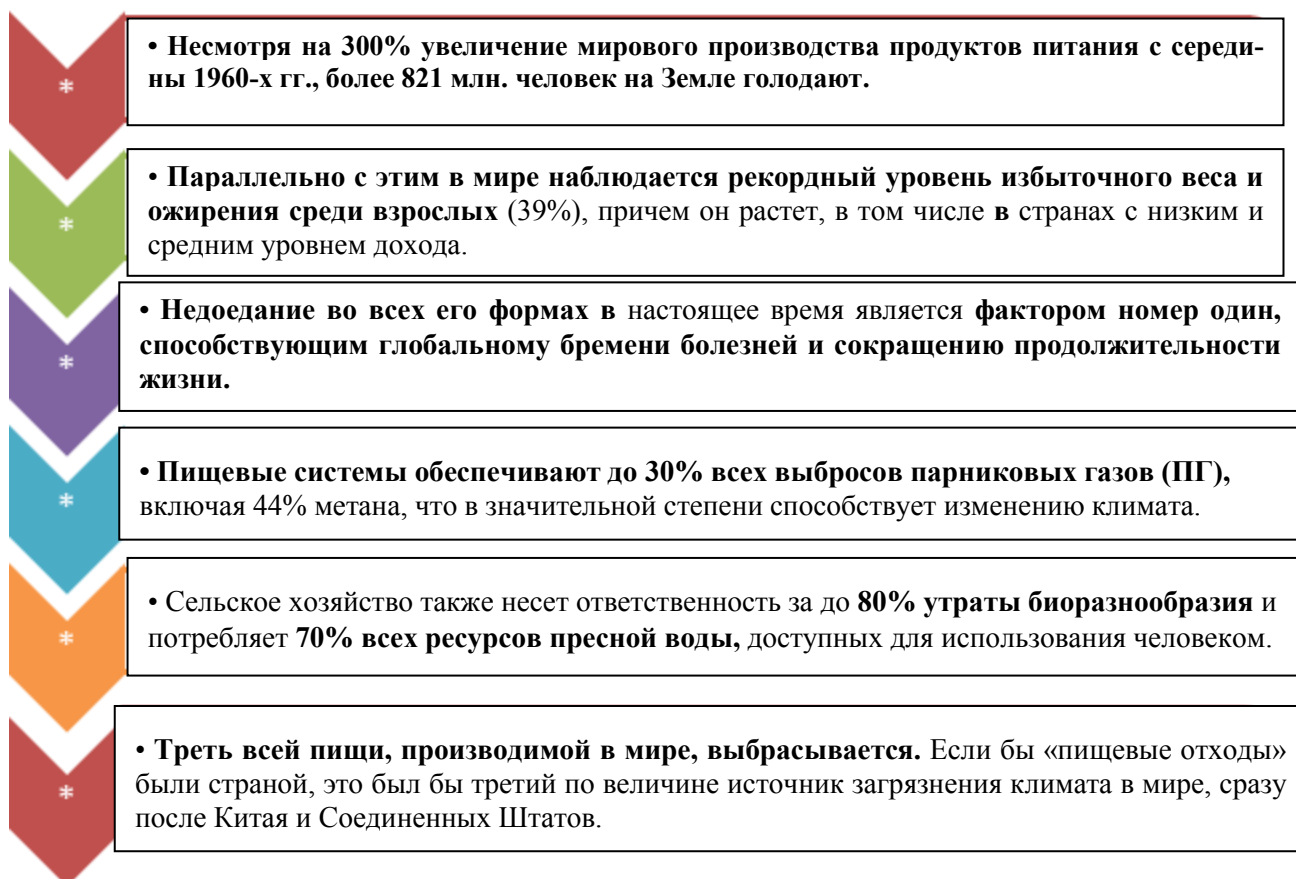 *
• Несмотря на 300% увеличение мирового производства продуктов питания с середи-
ны 1960-х гг., более 821 млн. человек на Земле голодают.
*
• Параллельно с этим в мире наблюдается рекордный уровень избыточного веса и
ожирения среди взрослых (39%), причем он растет, в том числе в странах с низким и
средним уровнем дохода.
*
• Недоедание во всех его формах в настоящее время является фактором номер один,
способствующим глобальному бремени болезней и сокращению продолжительности
жизни.
*
• Пищевые системы обеспечивают до 30% всех выбросов парниковых газов (ПГ),
включая 44% метана, что в значительной степени способствует изменению климата.
*
• Сельское хозяйство также несет ответственность за до 80% утраты биоразнообразия и
потребляет 70% всех ресурсов пресной воды, доступных для использования человеком.
*
• Треть всей пищи, производимой в мире, выбрасывается. Если бы «пищевые отходы»
были страной, это был бы третий по величине источник загрязнения климата в мире, сразу
после Китая и Соединенных Штатов.